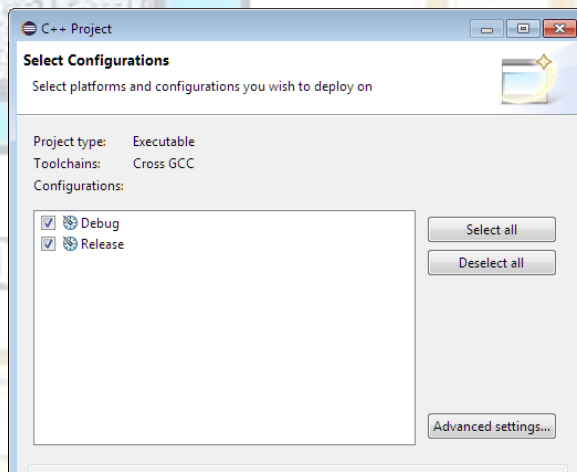 C++ Project
Select Configurations
Select platforms and configurations you wish to deploy on
Project type: Executable
Toolchains: Cross GCC
Configurations:
Debug
Release
Select all
Deselect all
Advanced settings...